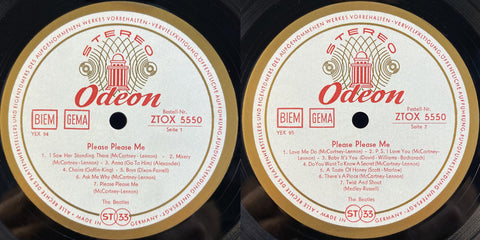 STEREO
Odeon
BIEM
GEMA
Bestell-Nr.
ZTOX 5550
YEX 94
Seite 1
Please Please Me
1. I Saw Her Standing There (McCartney-Lennon) - 2. Misery
(McCartney-Lennon) - 3. Anna (Go To Him) (Alexander)
4. Chains (Goffin-King) - 5. Boys (Dixon-Farrell)
6. Ask Me Why (McCartney-Lennon)
7. Please Please Me
(McCartney-Lennon)
The Beatles
ST 33
MADE IN GERMANY
STEREO
Odeon
BIEM
GEMA
Bestell-Nr.
ZTOX 5550
YEX 95
Seite 2
Please Please Me
1. Love Me Do (McCartney-Lennon) - 2. P. S. I Love You (McCartney-
Lennon) - 3. Baby It's You (David - Williams - Bacharach)
4. Do You Want To Know A Secret (McCartney-Lennon)
5. A Taste Of Honey (Scott - Marlow)
6. There's A Place (McCartney-Lennon)
7. Twist And Shout
(Medley-Russell)
The Beatles
ST 33
MADE IN GERMANY